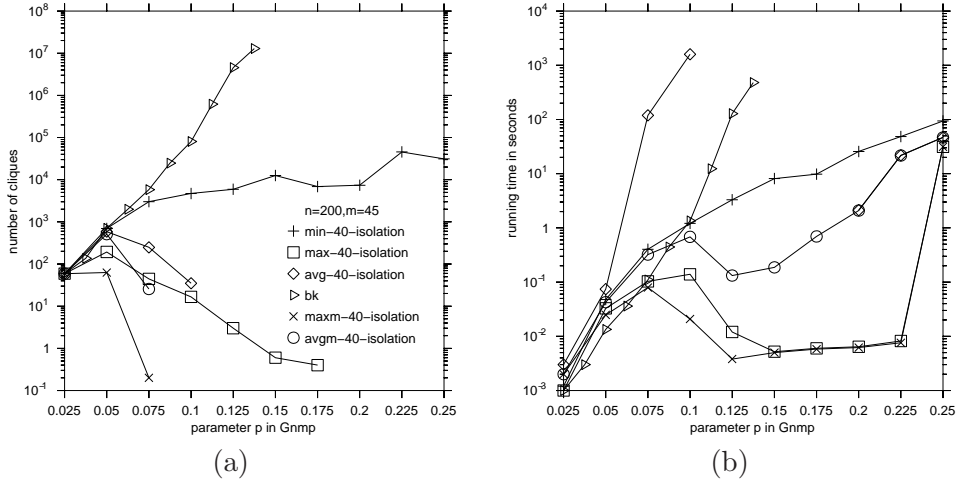 number of cliques
10^8
10^7
10^6
10^5
10^4
10^3
10^2
10
1
10^-1
0.025 0.05 0.075 0.1 0.125 0.15 0.175 0.2 0.225 0.25
parameter p in Gnmp
n=200,m=45
min-40-isolation
max-40-isolation
avg-40-isolation
bk
maxm-40-isolation
avgm-40-isolation
(a)
running time in seconds
10^4
10^3
10^2
10
1
10^-1
10^-2
10^-3
0.025 0.05 0.075 0.1 0.125 0.15 0.175 0.2 0.225 0.25
parameter p in Gnmp
(b)